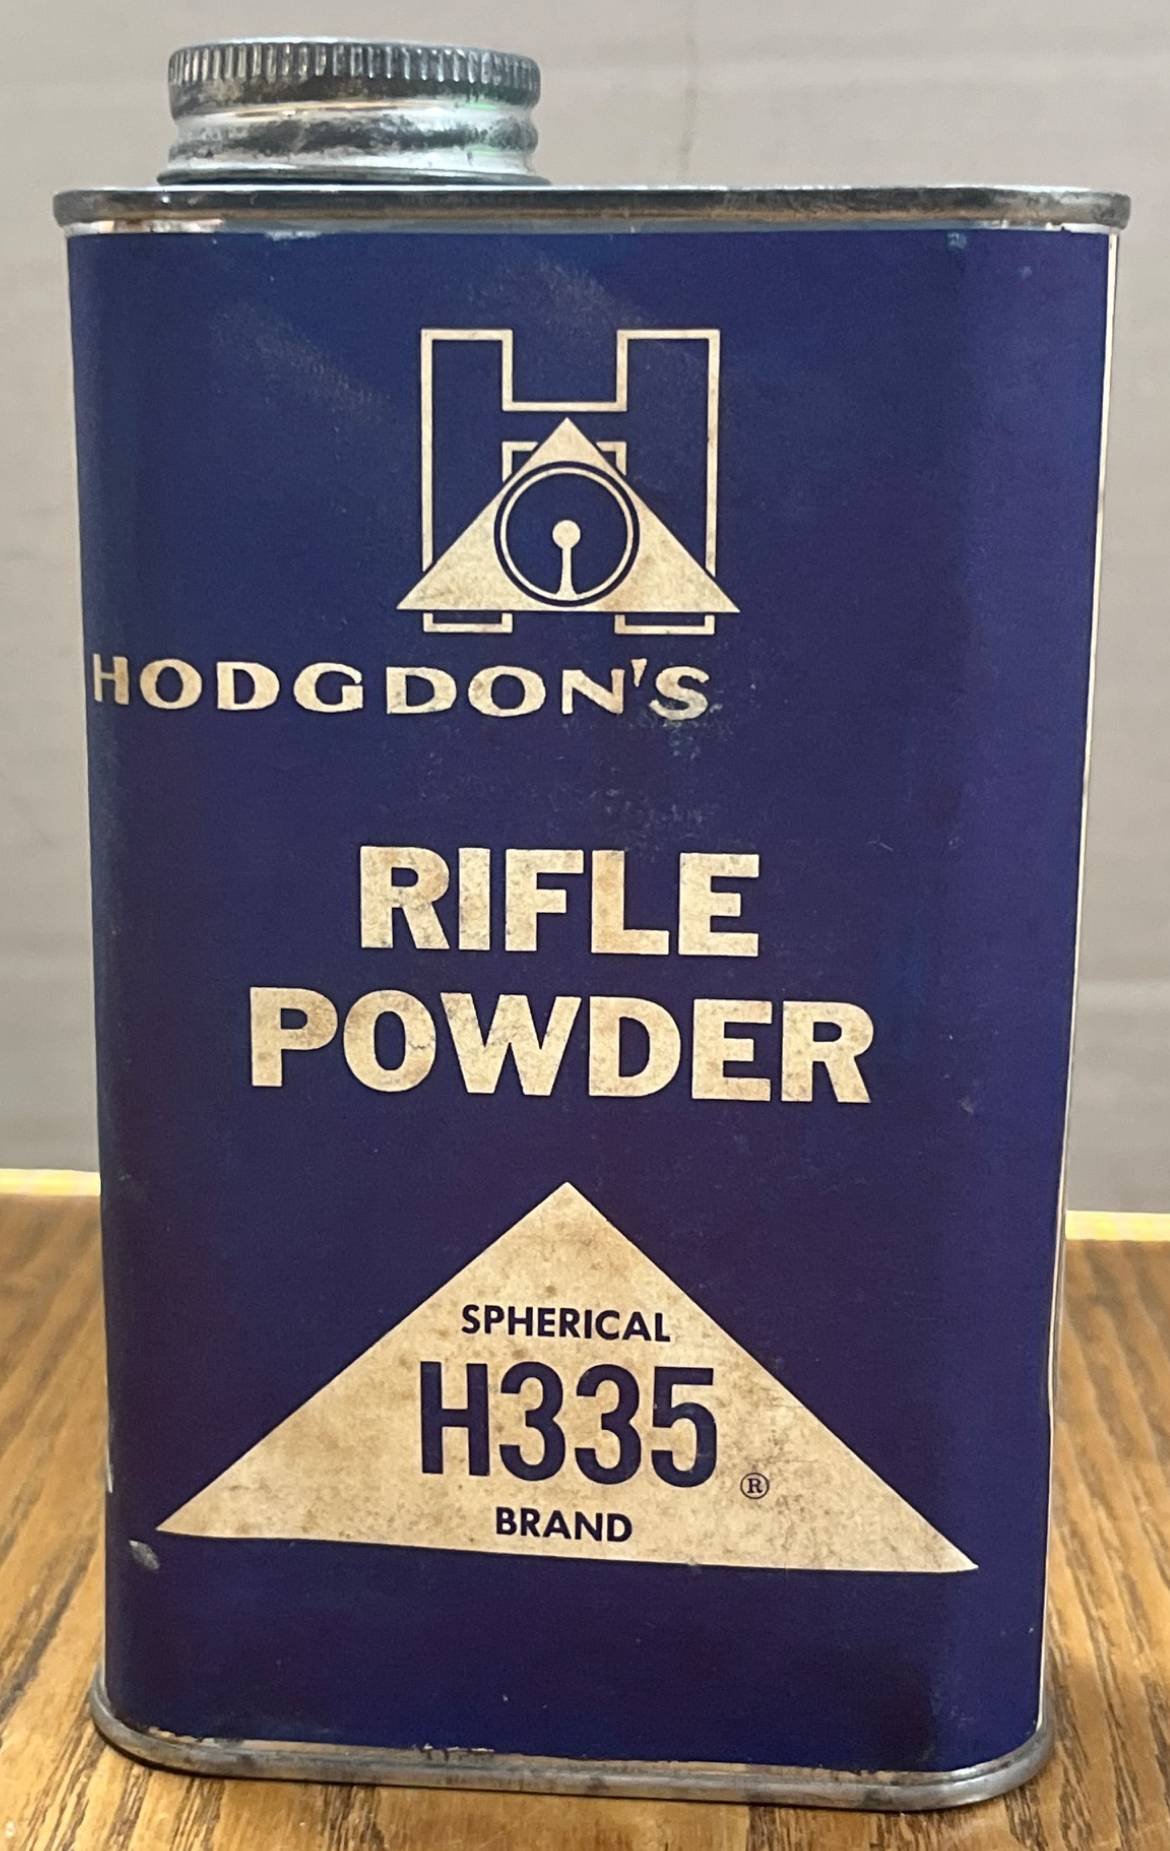 H
HODGDON'S
RIFLE
POWDER
SPHERICAL
H335 ®
BRAND